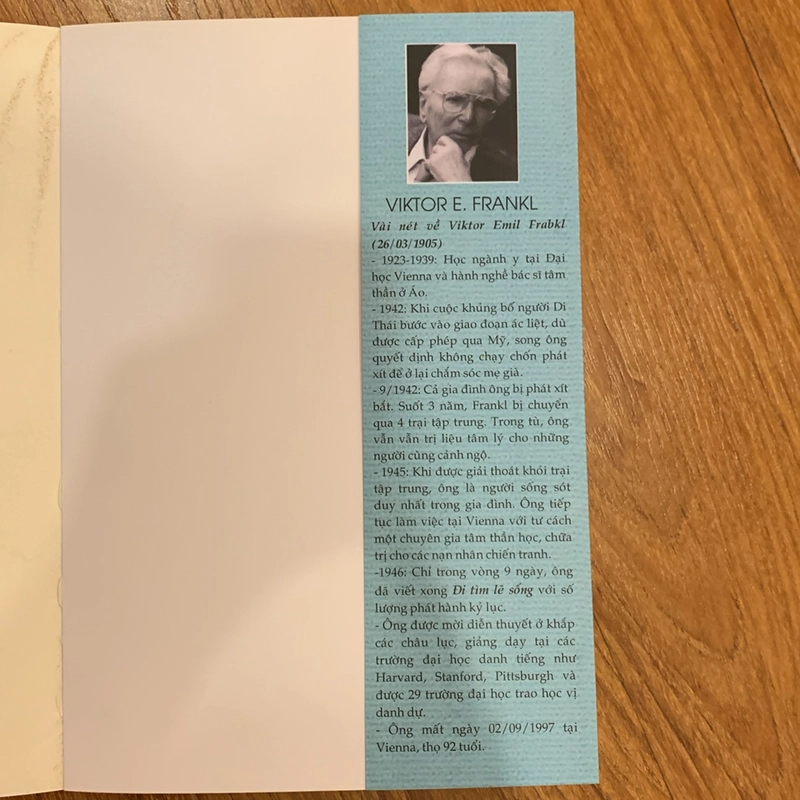 VIKTOR E. FRANKL
Vài nét về Viktor Emil Frabkl
(26/03/1905)
- 1923-1939: Học ngành y tại Đại
học Vienna và hành nghề bác sĩ tâm
thần ở Áo.
- 1942: Khi cuộc khủng bố người Di
Thái bước vào giao đoạn ác liệt, dù
được cấp phép qua Mỹ, song ông
quyết định không chạy chốn phát
xít để ở lại chăm sóc mẹ già.
- 9/1942: Cả gia đình ông bị phát xít
bắt. Suốt 3 năm, Frankl bị chuyển
qua 4 trại tập trung. Trong tù, ông
vẫn vẫn trị liệu tâm lý cho những
người cùng cảnh ngộ.
- 1945: Khi được giải thoát khỏi trại
tập trung, ông là người sống sót
duy nhất trong gia đình. Ông tiếp
tục làm việc tại Vienna với tư cách
một chuyên gia tâm thần học, chữa
trị cho các nạn nhân chiến tranh.
-1946: Chỉ trong vòng 9 ngày, ông
đã viết xong Đi tìm lẽ sống với số
lượng phát hành kỷ lục.
- Ông được mời diễn thuyết ở khắp
các châu lục, giảng dạy tại các
trường đại học danh tiếng như
Harvard, Stanford, Pittsburgh và
được 29 trường đại học trao học vị
danh dự.
- Ông mất ngày 02/09/1997 tại
Vienna, thọ 92 tuổi.